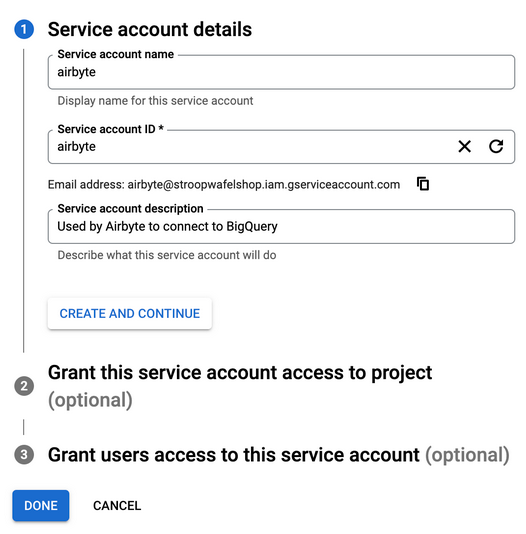 1 Service account details
Service account name
airbyte
Display name for this service account
Service account ID *
airbyte
Email address: airbyte@stroopwafelshop.iam.gserviceaccount.com
Service account description
Used by Airbyte to connect to BigQuery
Describe what this service account will do
CREATE AND CONTINUE
2 Grant this service account access to project
(optional)
3 Grant users access to this service account (optional)
DONE CANCEL